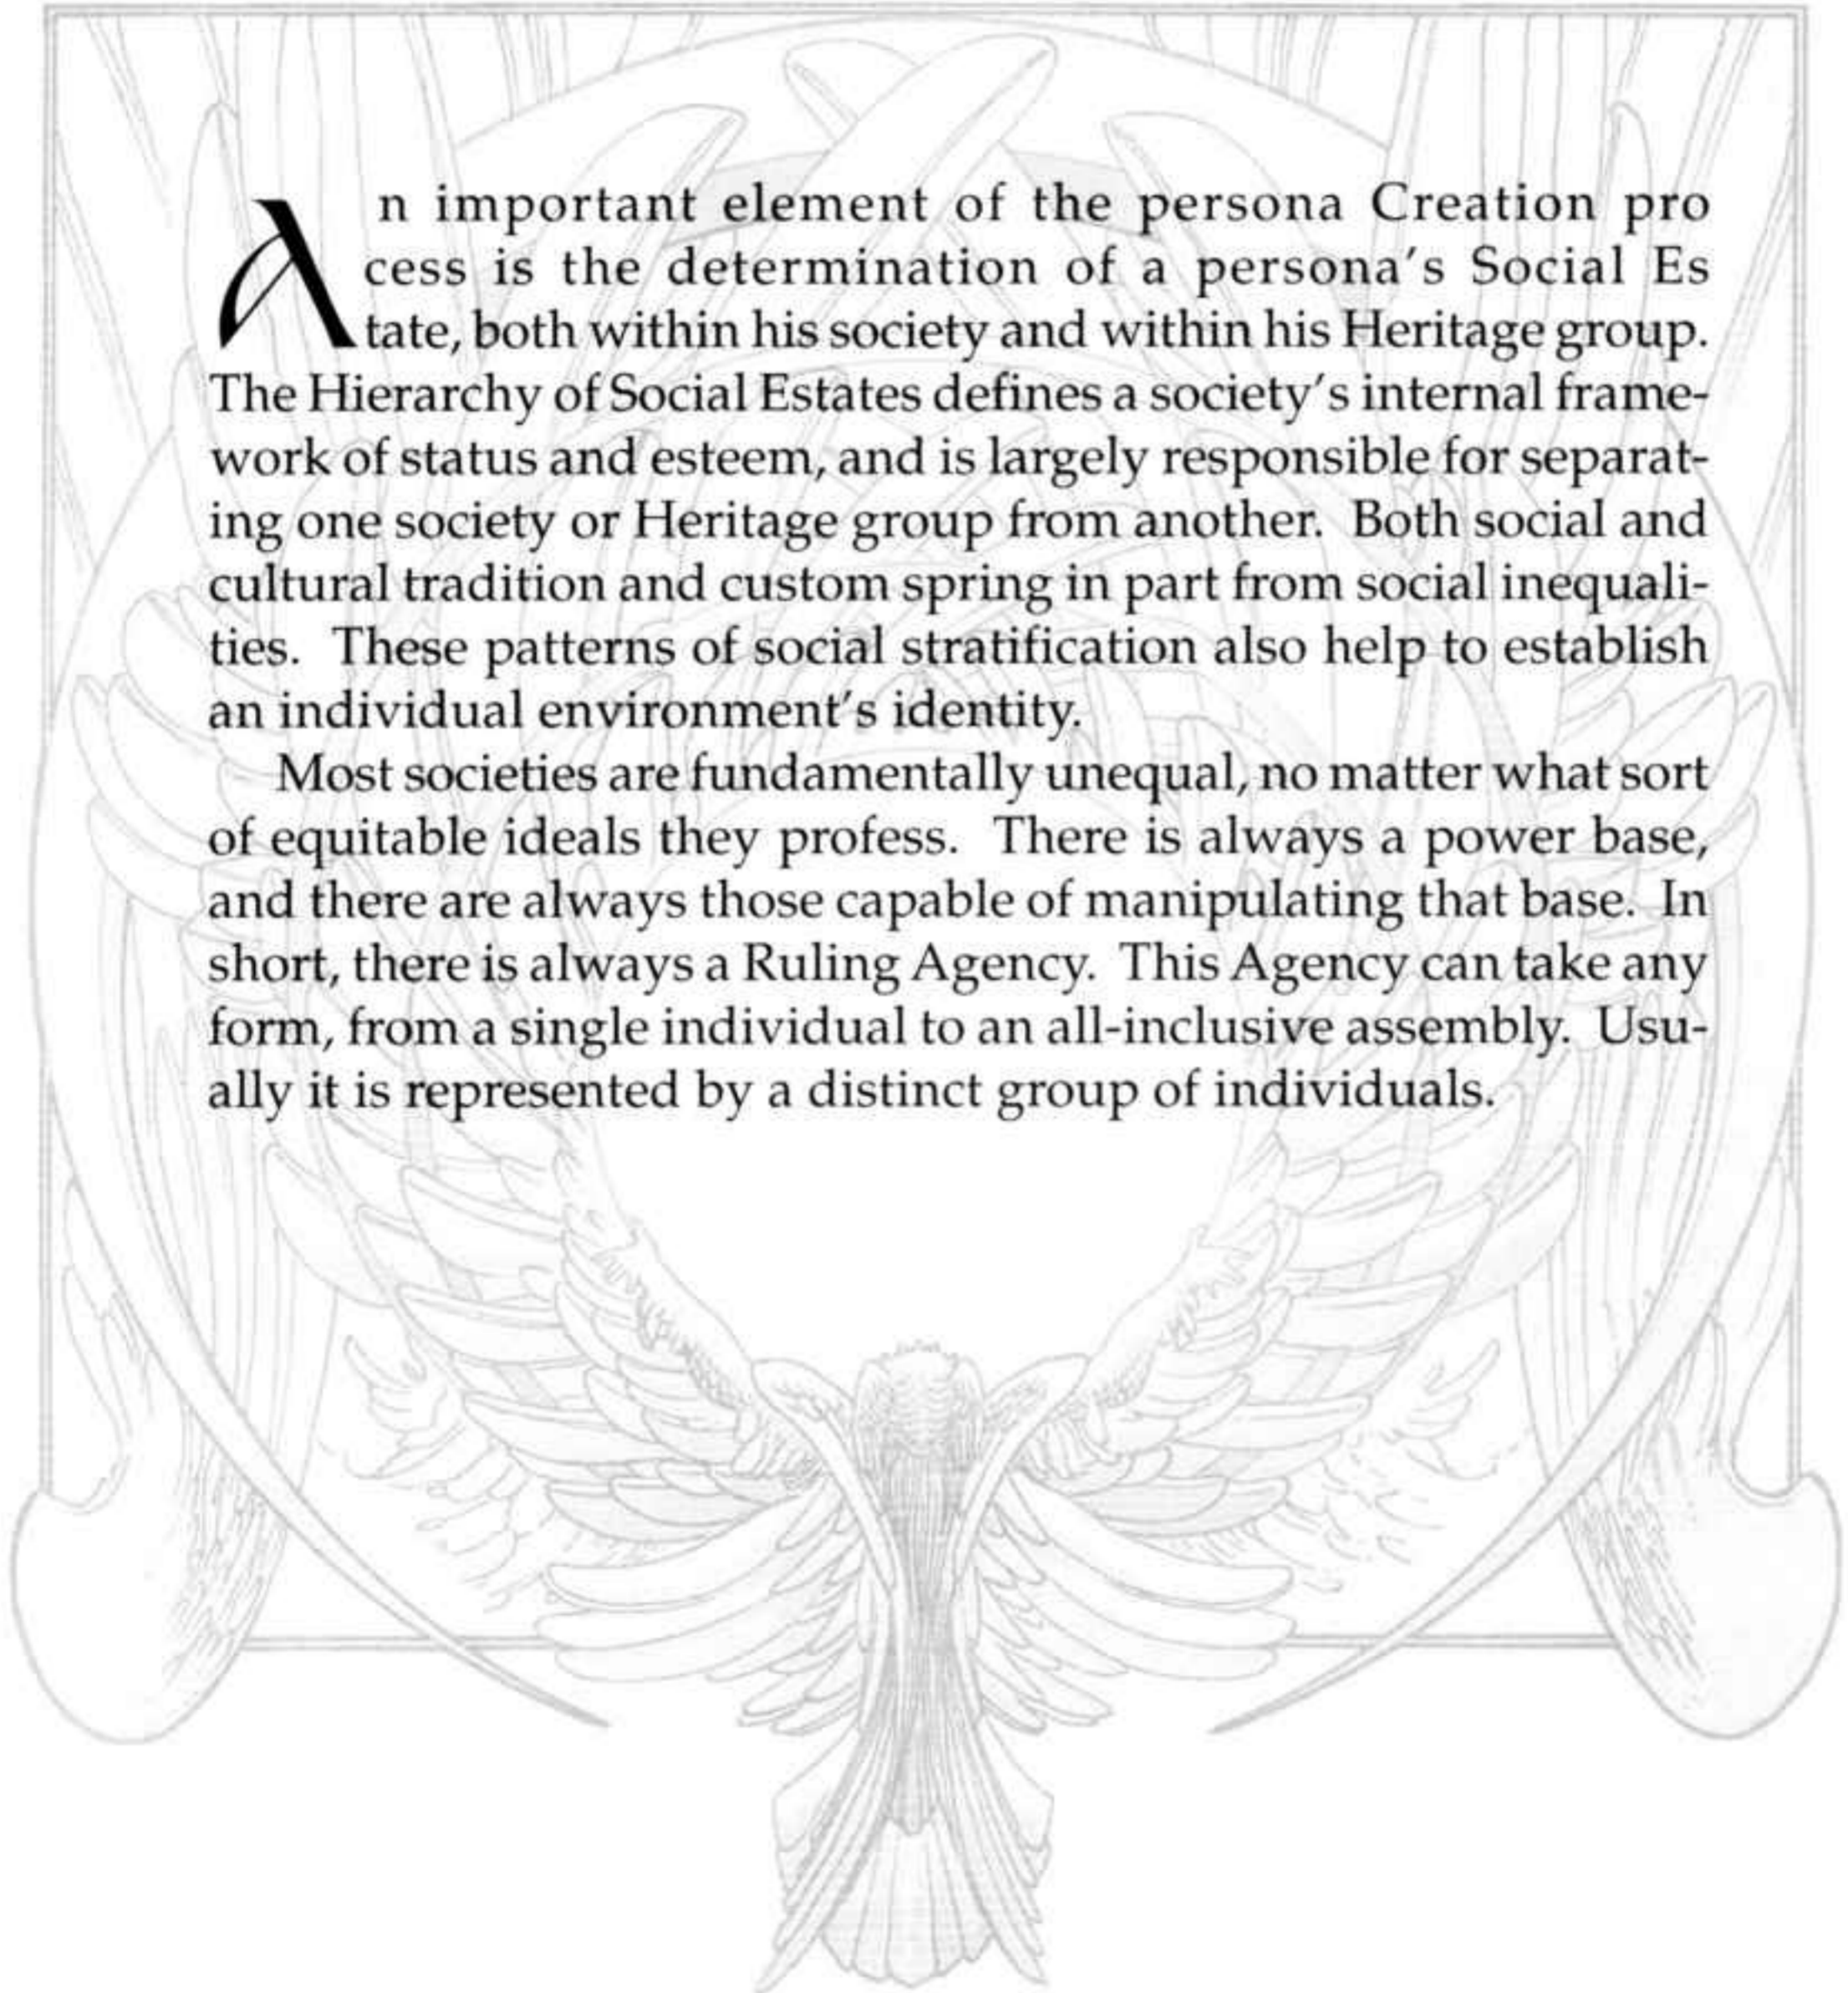 An important element of the persona Creation pro
cess is the determination of a persona's Social Es
tate, both within his society and within his Heritage group.
The Hierarchy of Social Estates defines a society's internal frame-
work of status and esteem, and is largely responsible for separat-
ing one society or Heritage group from another. Both social and
cultural tradition and custom spring in part from social inequali-
ties. These patterns of social stratification also help to establish
an individual environment's identity.
Most societies are fundamentally unequal, no matter what sort
of equitable ideals they profess. There is always a power base,
and there are always those capable of manipulating that base. In
short, there is always a Ruling Agency. This Agency can take any
form, from a single individual to an all-inclusive assembly. Usu-
ally it is represented by a distinct group of individuals.